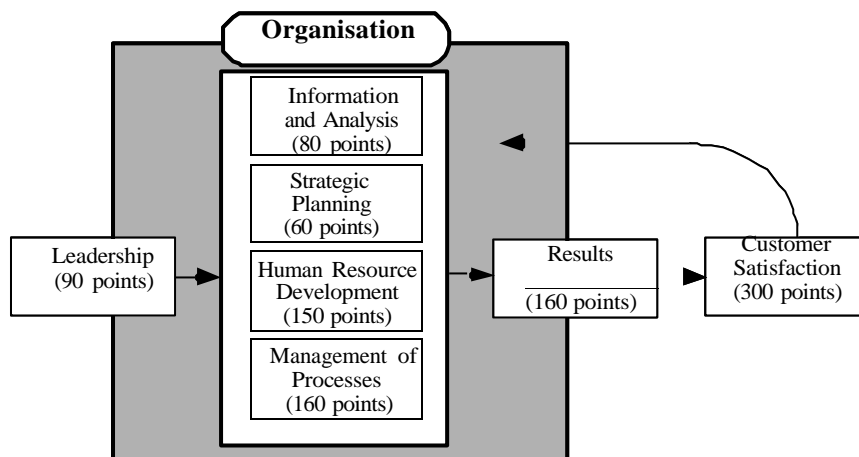 Organisation
Information
and Analysis
(80 points)
Strategic
Planning
(60 points)
Leadership
(90 points)
Human Resource
Development
(150 points)
Management of
Processes
(160 points)
Results
(160 points)
Customer
Satisfaction
(300 points)